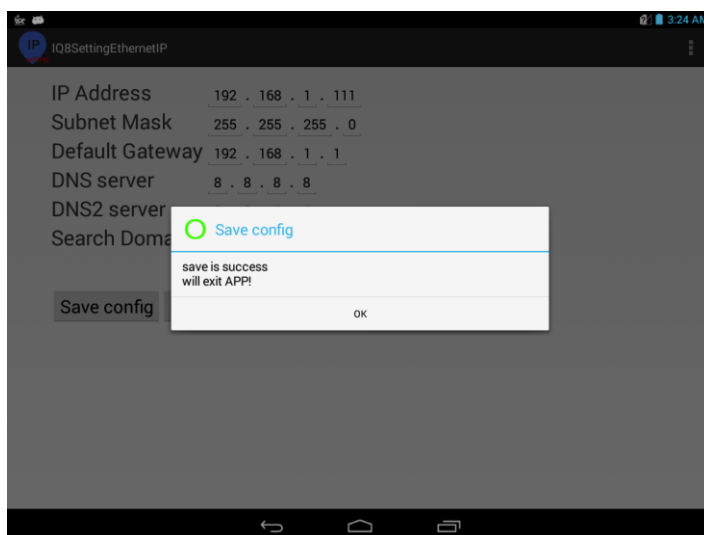 3:24 AM
IP
IQ8SettingEthernetIP
IP Address 192 . 168 . 1 . 111
Subnet Mask 255 . 255 . 255 . 0
Default Gateway 192 . 168 . 1 . 1
DNS server 8 . 8 . 8 . 8
DNS2 server
Search Doma
Save config
save is success
will exit APP!
OK
Save config